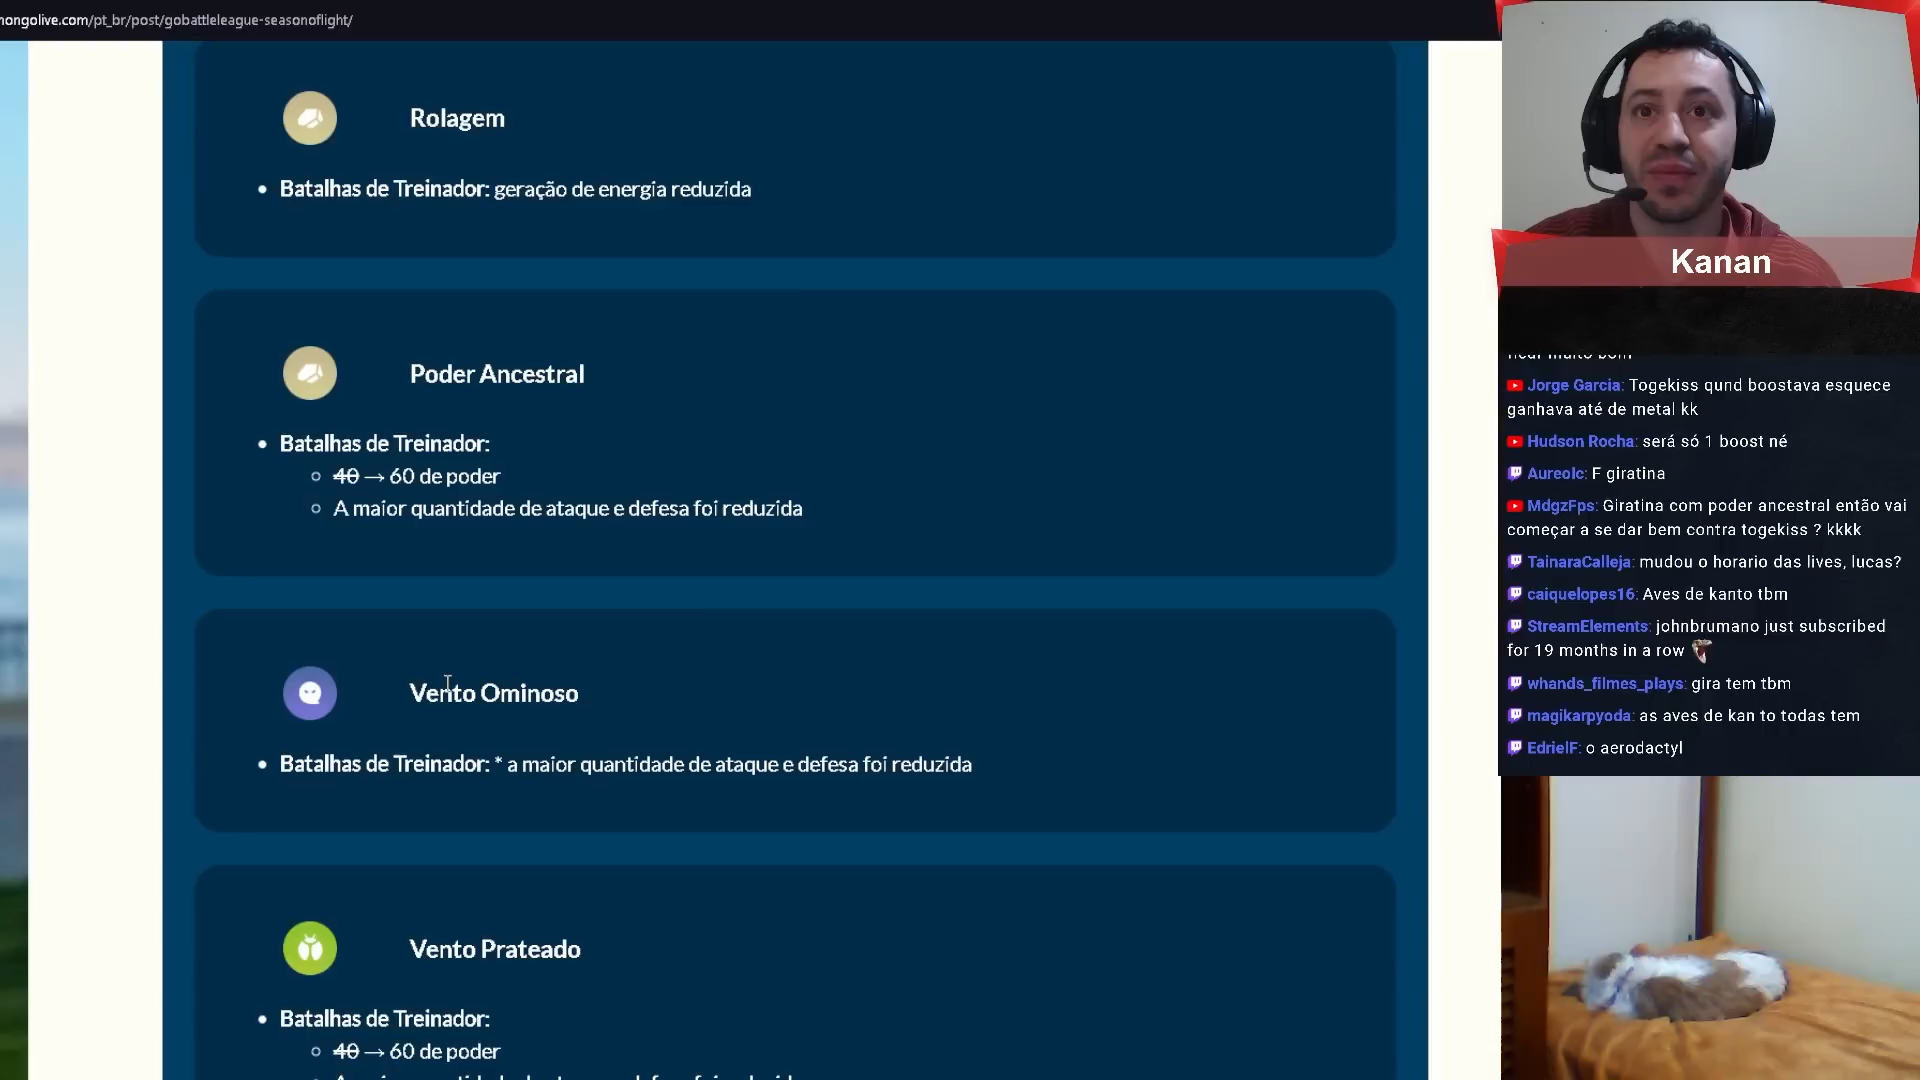 nongolive.com/pt_br/post/gobattleleague-seasonoflight/
Rolagem
• Batalhas de Treinador: geração de energia reduzida
Poder Ancestral
• Batalhas de Treinador:
40 → 60 de poder
A maior quantidade de ataque e defesa foi reduzida
Vento Ominoso
• Batalhas de Treinador: * a maior quantidade de ataque e defesa foi reduzida
Vento Prateado
• Batalhas de Treinador:
40 → 60 de poder
Kanan
Jorge Garcia: Togekiss qund boostava esquece
ganhava até de metal kk
Hudson Rocha: será só 1 boost né
Aureolc: F giratina
MdgzFps: Giratina com poder ancestral então vai
começar a se dar bem contra togekiss ? kkkk
TainaraCalleja: mudou o horario das lives, lucas?
caiquelopes16: Aves de kanto tbm
StreamElements: johnbrumano just subscribed
for 19 months in a row
whands_filmes_plays: gira tem tbm
magikarpyoda: as aves de kan to todas tem
EdrielF: o aerodactyl